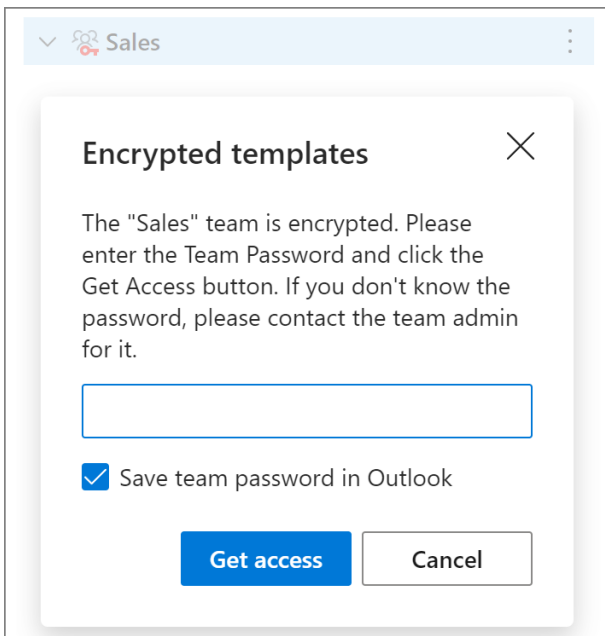 Sales
Encrypted templates
The "Sales" team is encrypted. Please
enter the Team Password and click the
Get Access button. If you don't know the
password, please contact the team admin
for it.
Save team password in Outlook
Get access
Cancel